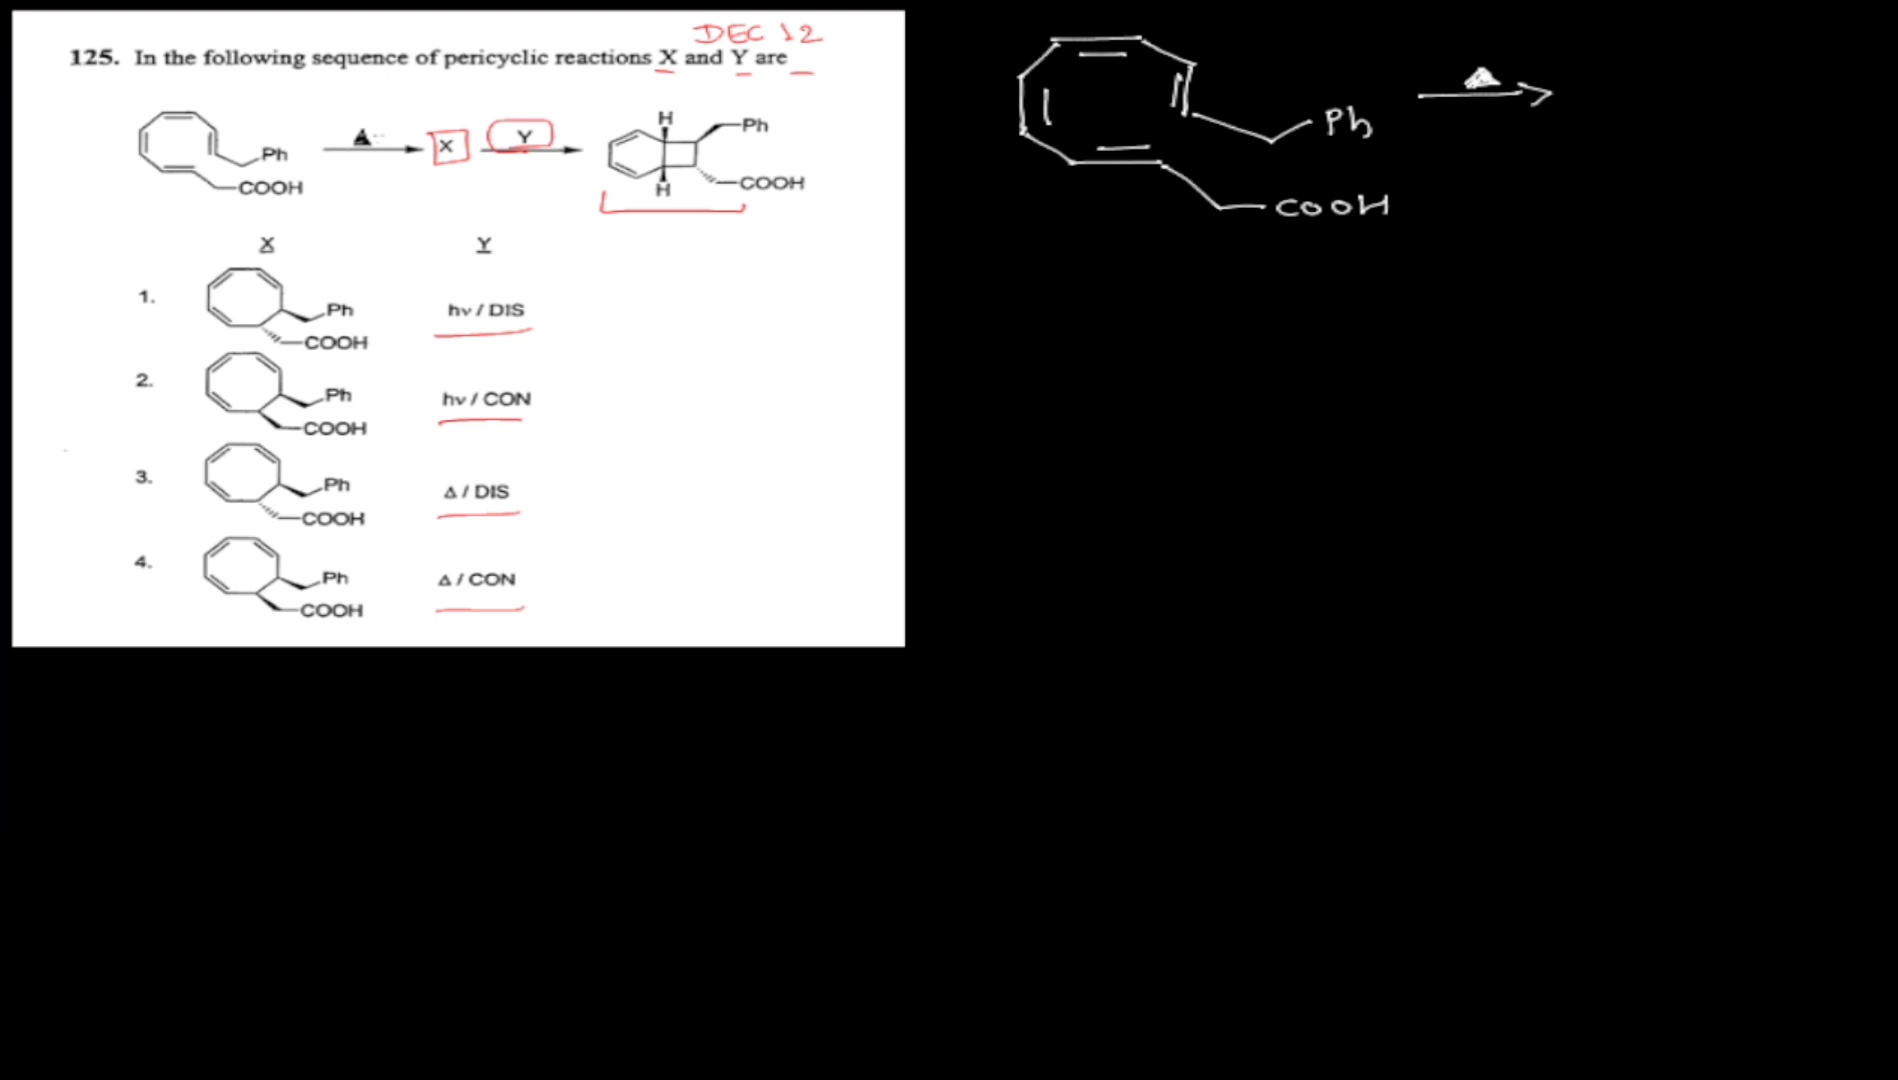 DEC 12
125. In the following sequence of pericyclic reactions X and Y are
Ph
COOH
Δ
X
Y
H
H
Ph
COOH
X Y
1. Ph COOH hν / DIS
2. Ph COOH hν / CON
3. Ph COOH Δ / DIS
4. Ph COOH Δ / CON
Ph
COOH
Δ